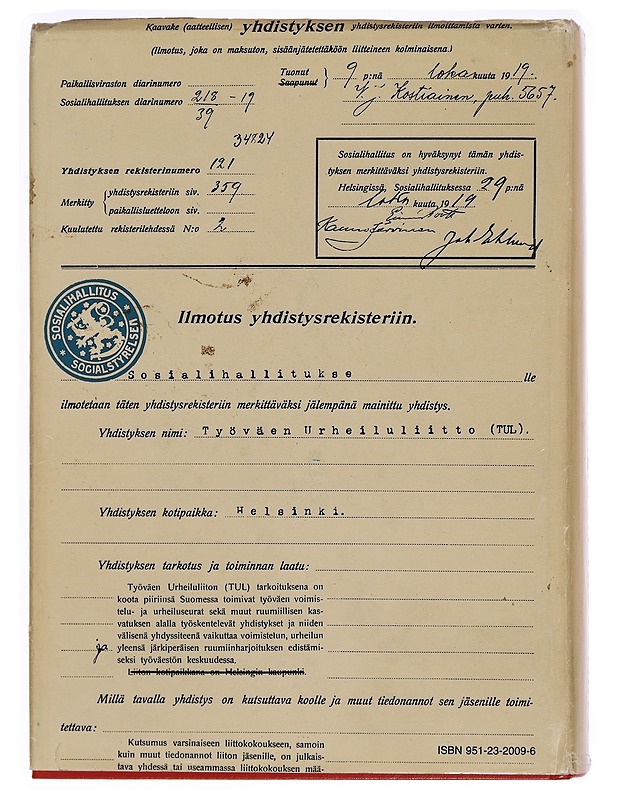 Kaavake (aatteellisen) yhdistyksen yhdistysrekisteriin ilmoittamista varten.
(Ilmotus, joka on maksuton, sisäänjätetettäköön liitteineen kolminaisena.)
Tuonut
Saapunut } 9 p:nä lokakuuta 1919.
Paikallisviraston diarinumero
Sosialihallituksen diarinumero 218 - 19
39
Y. J. Kostiainen, puh. 5657.
34724
Yhdistyksen rekisterinumero 121
Merkitty { yhdistysrekisteriin siv. 359
paikallisluetteloon siv.
Kuulutettu rekisterilehdessä N:o 2
Sosialihallitus on hyväksynyt tämän yhdis-
tyksen merkittäväksi yhdistysrekisteriin.
Helsingissä, Sosialihallituksessa 29 p:nä
loka kuuta 1919
SOSIALIHALLITUS
SOCIALSTYRELSEN
Ilmotus yhdistysrekisteriin.
Sosialihallitukse lle
ilmotetaan täten yhdistysrekisteriin merkittäväksi jälempänä mainittu yhdistys.
Yhdistyksen nimi: Työväen Urheiluliitto (TUL).
Yhdistyksen kotipaikka: Helsinki.
Yhdistyksen tarkotus ja toiminnan laatu:
Työväen Urheiluliiton (TUL) tarkoituksena on
koota piiriinsä Suomessa toimivat työväen voimis-
telu- ja urheiluseurat sekä muut ruumiillisen kas-
vatuksen alalla työskentelevät yhdistykset ja niiden
välisenä yhdyssiteenä vaikuttaa voimistelun, urheilun
ja yleensä järkiperäisen ruumiinharjoituksen edistämi-
seksi työväestön keskuudessa.
Liiton kotipaikkana on Helsingin kaupunki.
Millä tavalla yhdistys on kutsuttava koolle ja muut tiedonannot sen jäsenille toimi-
tettava:
Kutsumus varsinaiseen liittokokoukseen, samoin
kuin muut tiedonannot liiton jäsenille, on julkais-
tava yhdessä tai useammassa liittokokouksen mää-
ISBN 951-23-2009-6